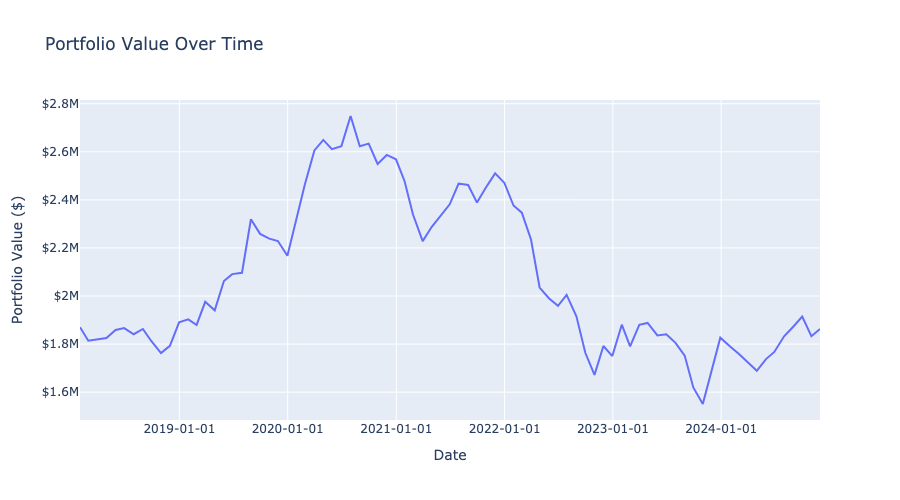 Portfolio Value Over Time
$2.8M
$2.6M
$2.4M
$2.2M
$2M
$1.8M
$1.6M
Portfolio Value ($)
2019-01-01
2020-01-01
2021-01-01
2022-01-01
2023-01-01
2024-01-01
Date